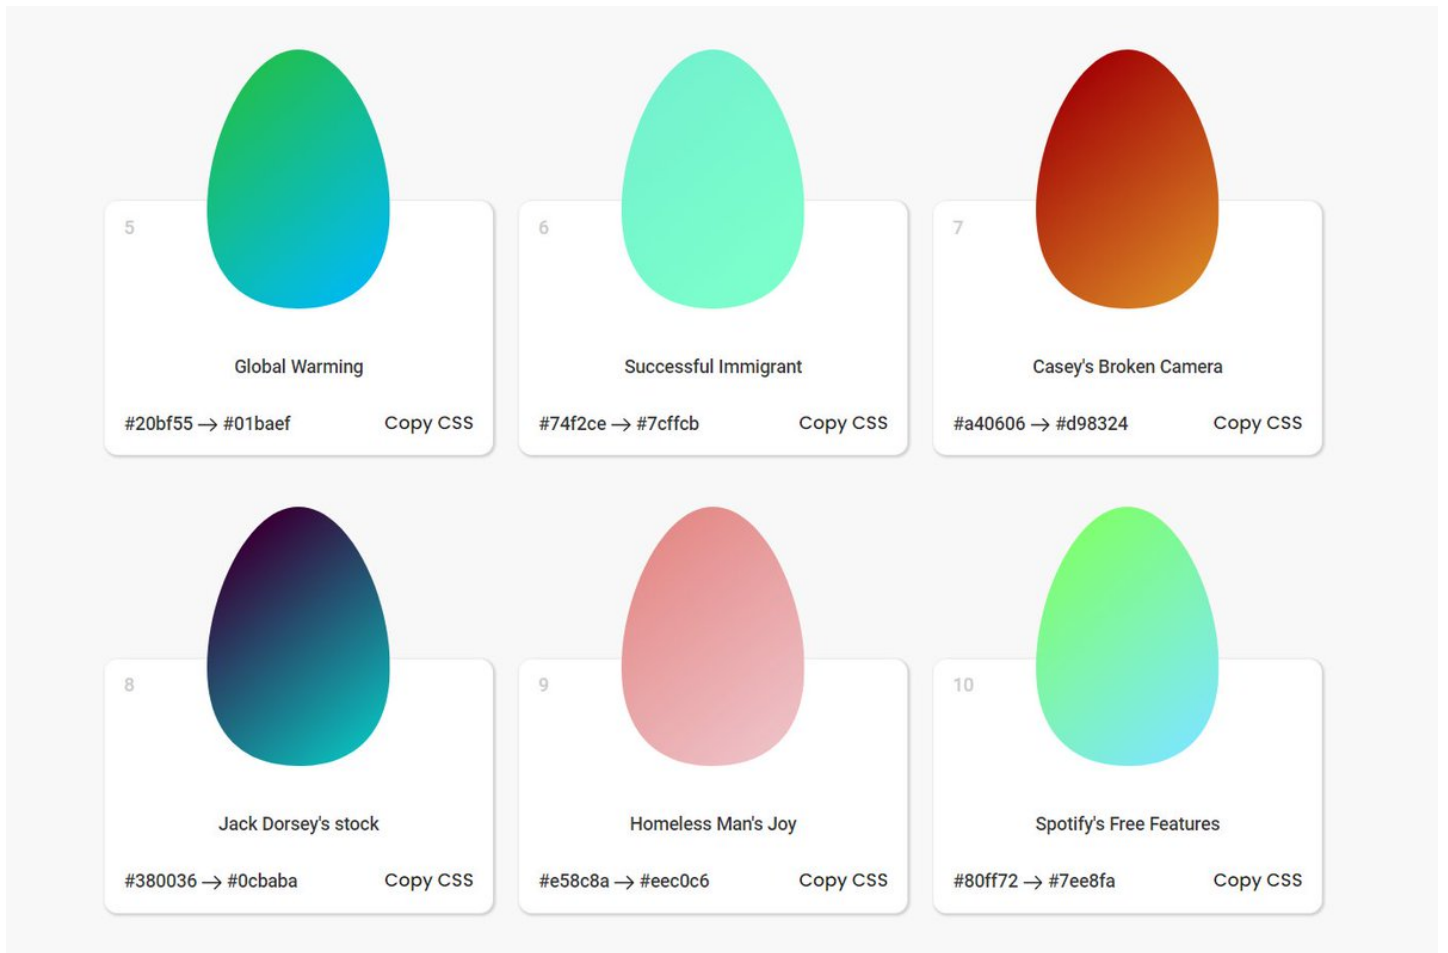 5
Global Warming
#20bf55 → #01baef Copy CSS
6
Successful Immigrant
#74f2ce → #7cffcb Copy CSS
7
Casey's Broken Camera
#a40606 → #d98324 Copy CSS
8
Jack Dorsey's stock
#380036 → #0cbaba Copy CSS
9
Homeless Man's Joy
#e58c8a → #eec0c6 Copy CSS
10
Spotify's Free Features
#80ff72 → #7ee8fa Copy CSS